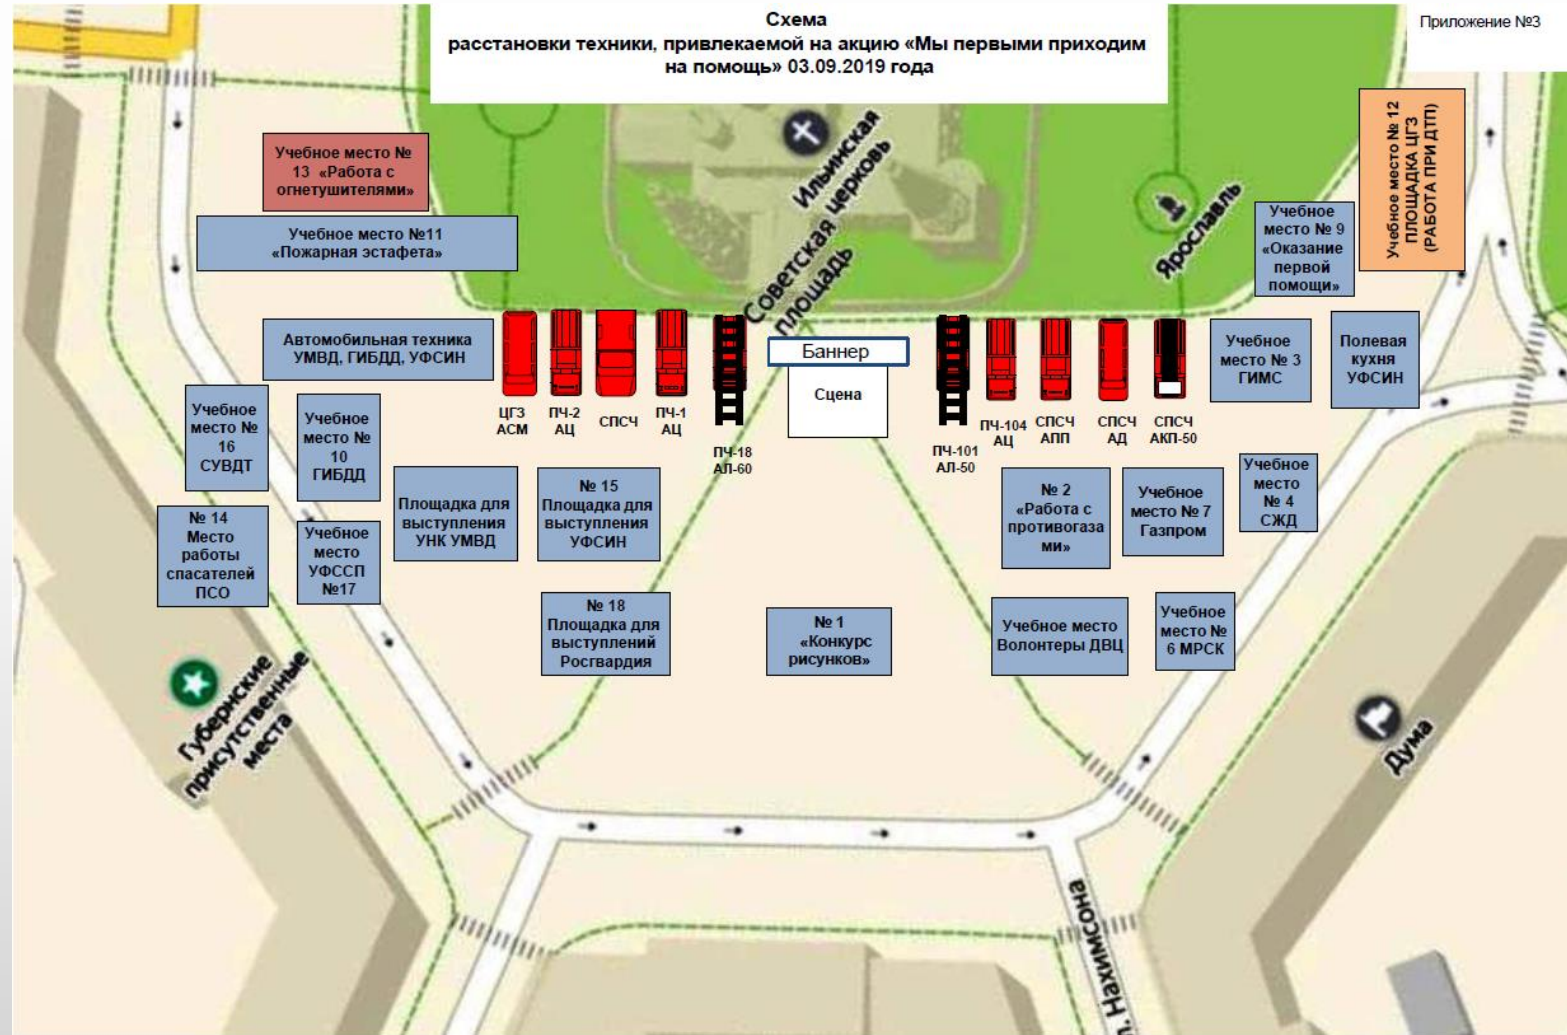 Схема
расстановки техники, привлекаемой на акцию «Мы первыми приходим
на помощь» 03.09.2019 года
Приложение №3
Учебное место №
13 «Работа с
огнетушителями»
Учебное место №11
«Пожарная эстафета»
Ильинская
церковь
Советская
площадь
Ярославль
Учебное
место № 9
«Оказание
первой
помощи»
Учебное место № 12
ПЛОЩАДКА ЦГЗ
(РАБОТА ПРИ ДТП)
Автомобильная техника
УМВД, ГИБДД, УФСИН
Баннер
Сцена
Учебное
место № 3
ГИМС
Полевая
кухня
УФСИН
ЦГЗ
АСМ
ПЧ-2
АЦ
СПСЧ
ПЧ-1
АЦ
ПЧ-18
АЛ-60
ПЧ-101
АЛ-50
ПЧ-104
АЦ
СПСЧ
АПП
СПСЧ
АД
СПСЧ
АКП-50
Учебное
место №
16
СУВДТ
Учебное
место №
10
ГИБДД
Площадка для
выступления
УНК УМВД
№ 15
Площадка для
выступления
УФСИН
№ 2
«Работа с
противогаза
ми»
Учебное
место № 7
Газпром
Учебное
место
№ 4
СЖД
№ 14
Место
работы
спасателей
ПСО
Учебное
место
УФССП
№17
№ 18
Площадка для
выступлений
Росгвардия
№ 1
«Конкурс
рисунков»
Учебное место
Волонтеры ДВЦ
Учебное
место №
6 МРСК
Губернские
присутственные
места
Дума
Нахимсона